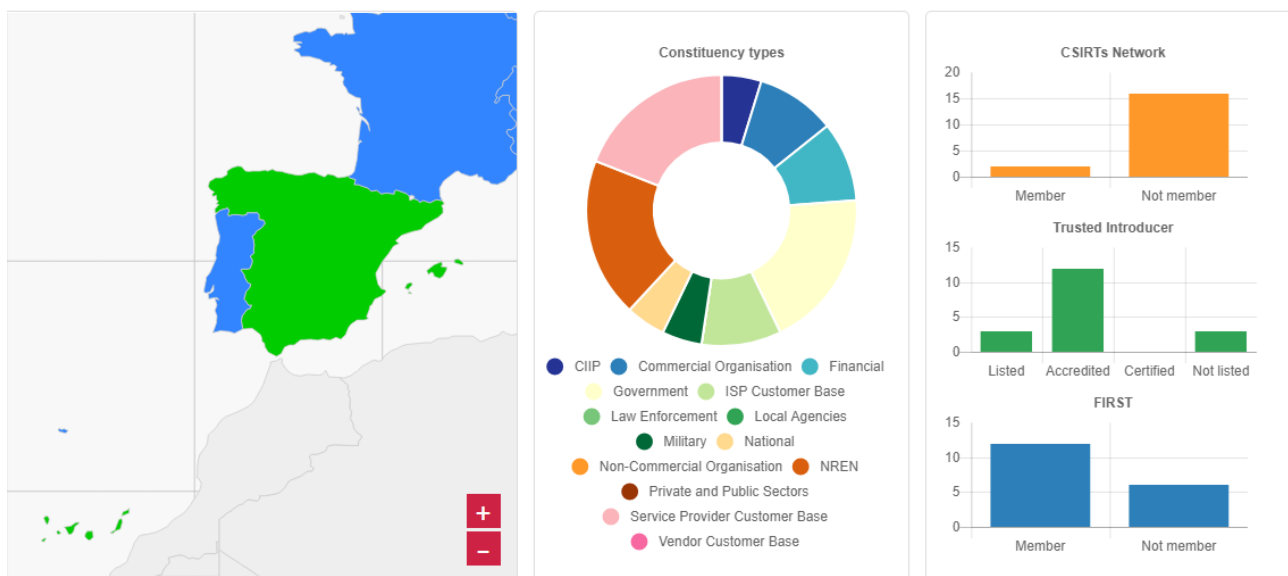 +
−
Constituency types
CIIP Commercial Organisation Financial
Government ISP Customer Base
Law Enforcement Local Agencies
Military National
Non-Commercial Organisation NREN
Private and Public Sectors
Service Provider Customer Base
Vendor Customer Base
CSIRTs Network
20
15
10
5
0
Member Not member
Trusted Introducer
15
10
5
0
Listed Accredited Certified Not listed
FIRST
15
10
5
0
Member Not member